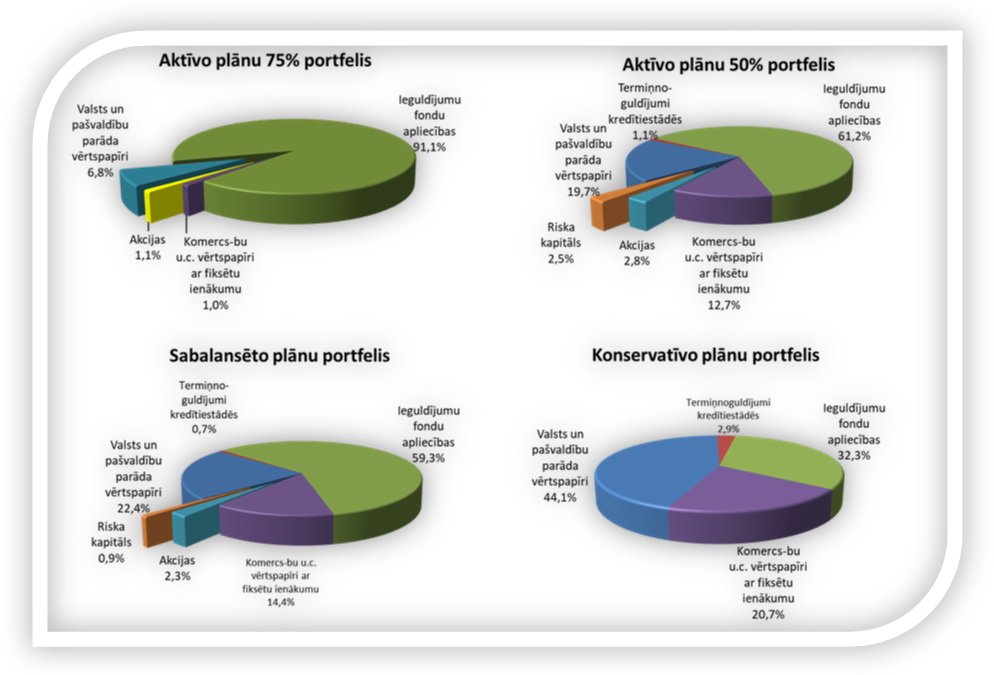 Aktīvo plānu 75% portfelis
Ieguldījumu
fondu
apliecības
91,1%
Valsts un
pašvaldību
parāda
vērtspapīri
6,8%
Akcijas
1,1%
Komercs-bu
u.c. vērtspapīri
ar fiksētu
ienākumu
1,0%
Aktīvo plānu 50% portfelis
Termiņno-
guldījumi
kredītiestādēs
1,1%
Ieguldījumu
fondu
apliecības
61,2%
Valsts un
pašvaldību
parāda
vērtspapīri
19,7%
Riska
kapitāls
2,5%
Akcijas
2,8%
Komercs-bu
u.c. vērtspapīri
ar fiksētu
ienākumu
12,7%
Sabalansēto plānu portfelis
Termiņno-
guldījumi
kredītiestādēs
0,7%
Ieguldījumu
fondu
apliecības
59,3%
Valsts un
pašvaldību
parāda
vērtspapīri
22,4%
Riska
kapitāls
0,9%
Akcijas
2,3%
Komercs-bu u.c.
vērtspapīri ar
fiksētu ienākumu
14,4%
Konservatīvo plānu portfelis
Termiņnoguldījumi
kredītiestādēs
2,9%
Ieguldījumu
fondu
apliecības
32,3%
Valsts un
pašvaldību
parāda
vērtspapīri
44,1%
Komercs-bu
u.c. vērtspapīri
ar fiksētu
ienākumu
20,7%